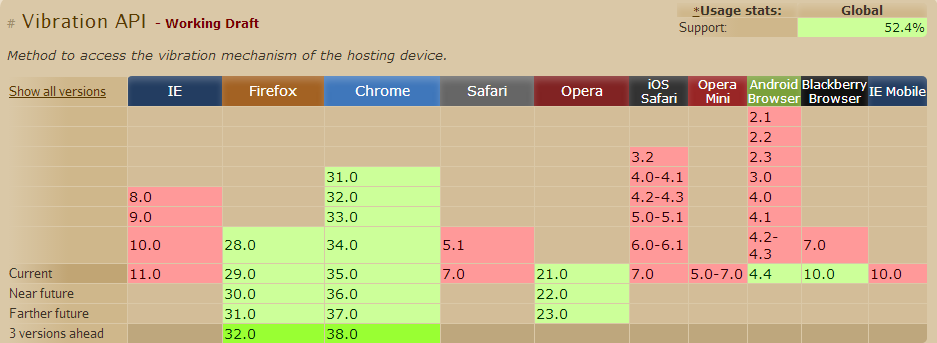 # Vibration API - Working Draft
*Usage stats: Global
Support: 52.4%
Method to access the vibration mechanism of the hosting device.
Show all versions IE Firefox Chrome Safari Opera iOS Safari Opera Mini Android Browser Blackberry Browser IE Mobile
2.1
2.2
3.2 2.3
31.0 4.0-4.1 3.0
8.0 32.0 4.2-4.3 4.0
9.0 33.0 5.0-5.1 4.1
10.0 28.0 34.0 5.1 6.0-6.1 4.2-4.3 7.0
Current 11.0 29.0 35.0 7.0 21.0 7.0 5.0-7.0 4.4 10.0 10.0
Near future 30.0 36.0 22.0
Farther future 31.0 37.0 23.0
3 versions ahead 32.0 38.0